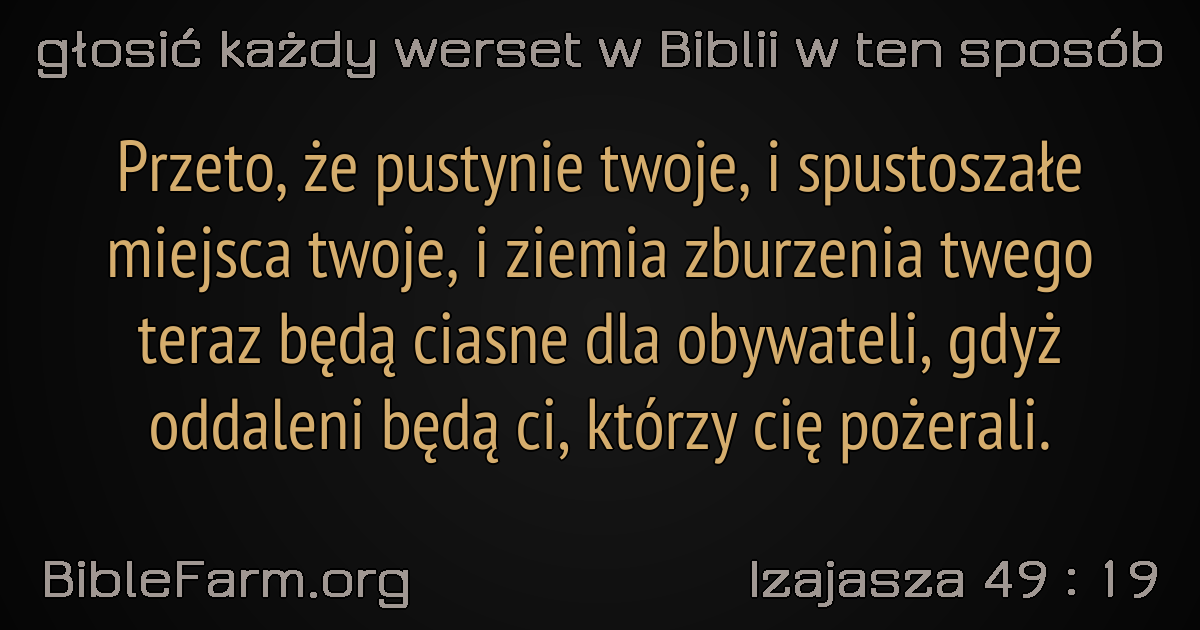 głosić każdy werset w Biblii w ten sposób
Przeto, że pustynie twoje, i spustoszałe
miejsca twoje, i ziemia zburzenia twego
teraz będą ciasne dla obywateli, gdyż
oddaleni będą ci, którzy cię pożerali.
BibleFarm.org
Izajasza 49 : 19